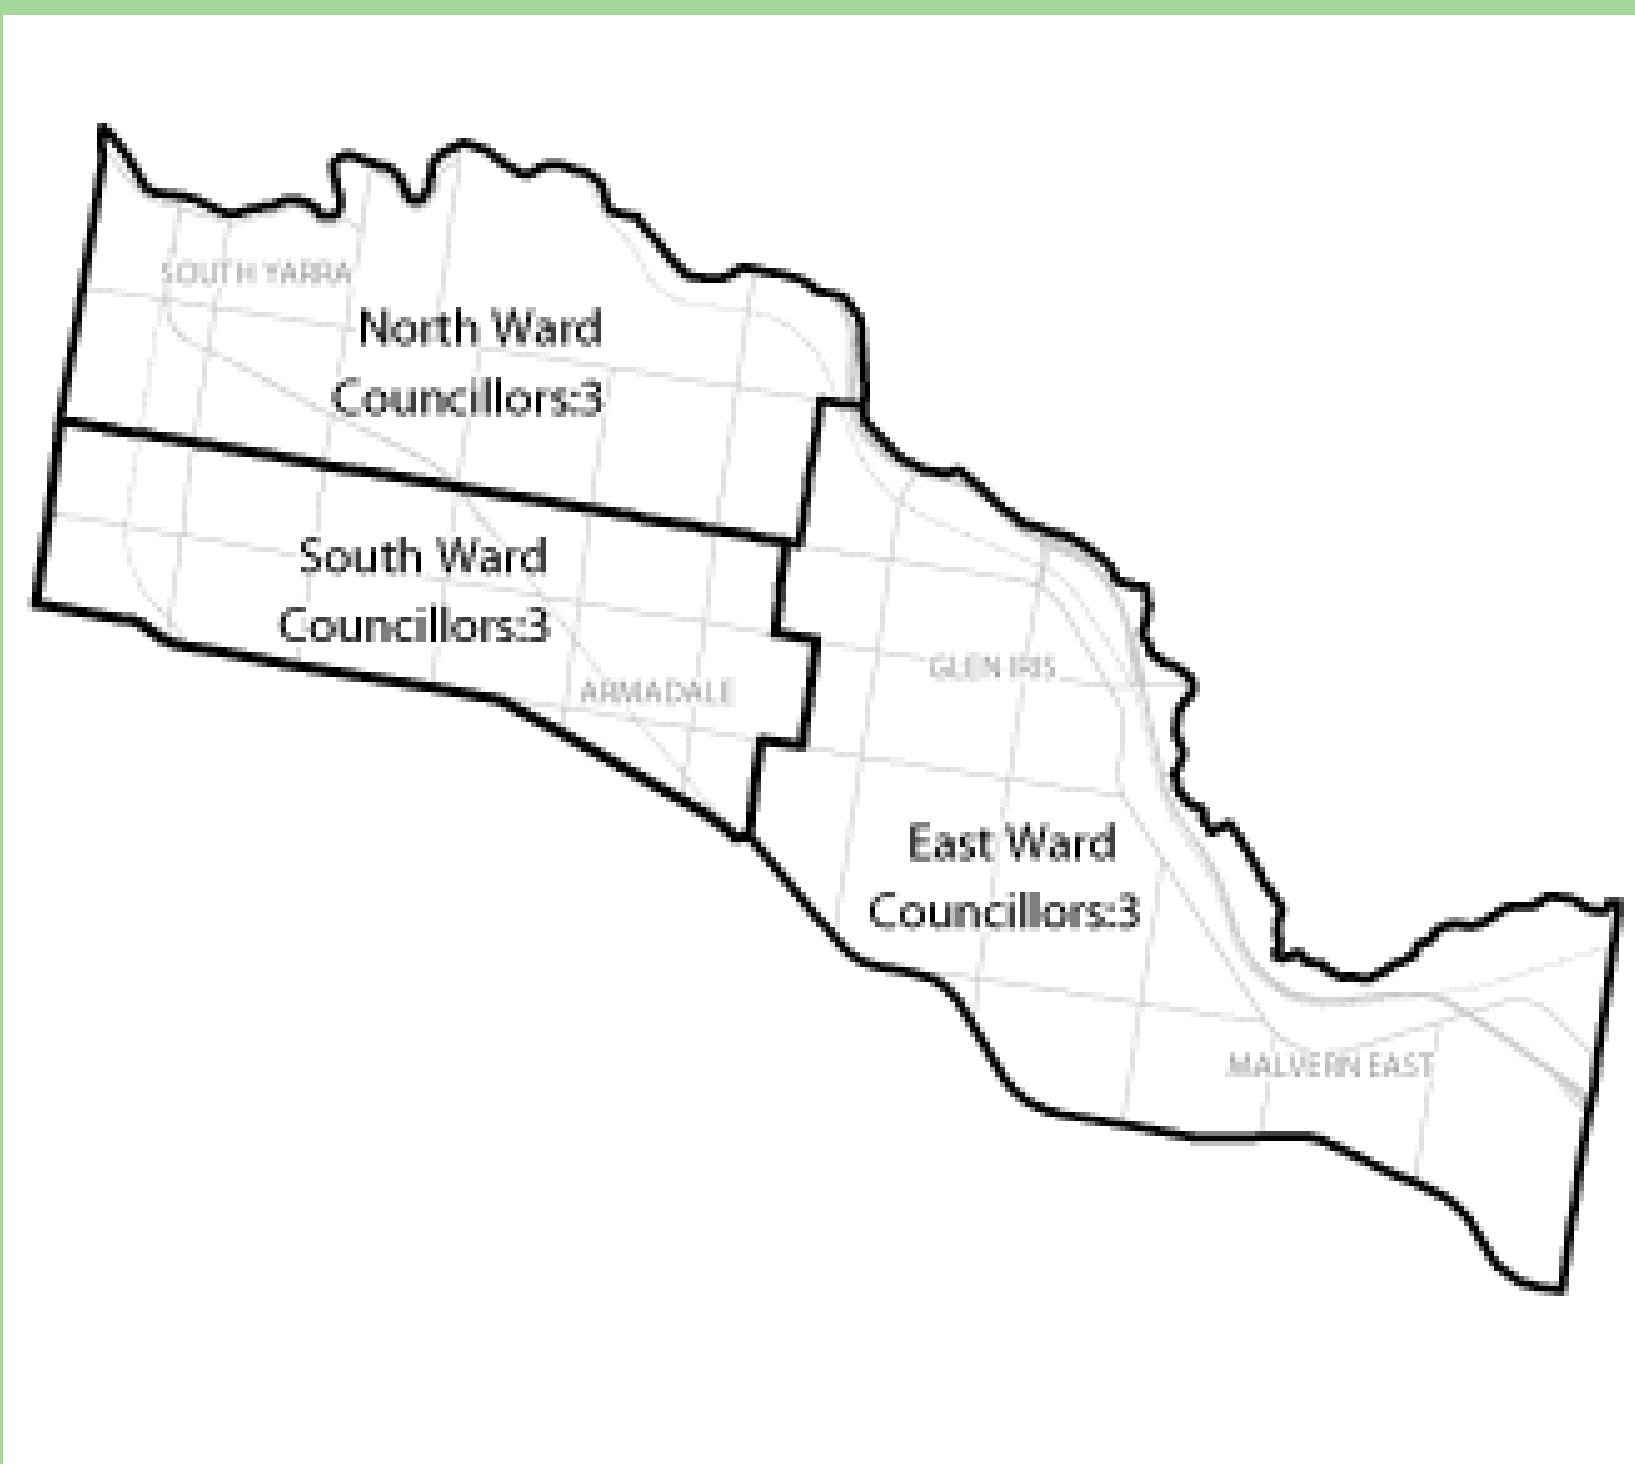 SOUTH YARRA
North Ward
Councillors:3
South Ward
Councillors:3
ARMADALE
GLEN IRIS
East Ward
Councillors:3
MALVERN EAST